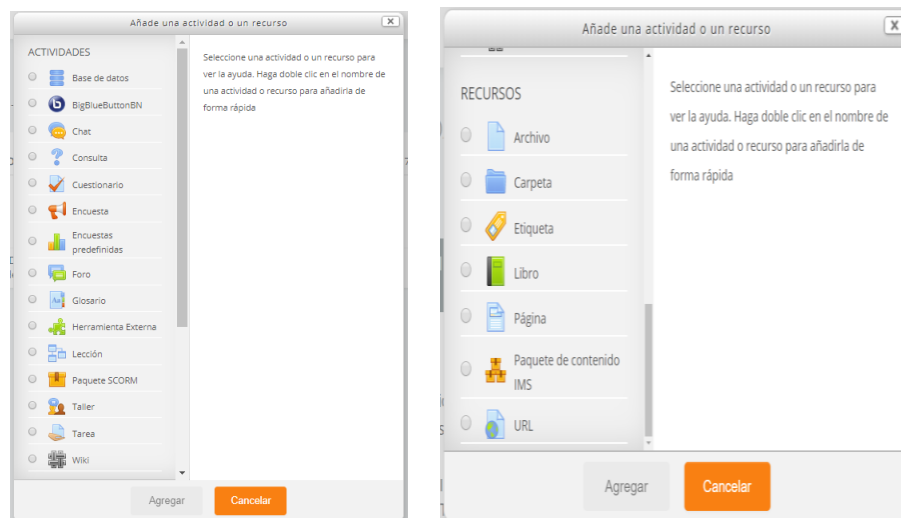 Añade una actividad o un recurso
ACTIVIDADES
Base de datos
BigBlueButtonBN
Chat
Consulta
Cuestionario
Encuesta
Encuestas
predefinidas
Foro
Glosario
Herramienta Externa
Lección
Paquete SCORM
Taller
Tarea
Wiki
Seleccione una actividad o un recurso para
ver la ayuda. Haga doble clic en el nombre de
una actividad o recurso para añadirla de
forma rápida
Agregar
Cancelar
Añade una actividad o un recurso
RECURSOS
Archivo
Carpeta
Etiqueta
Libro
Página
Paquete de contenido
IMS
URL
Seleccione una actividad o un recurso para
ver la ayuda. Haga doble clic en el nombre de
una actividad o recurso para añadirla de
forma rápida
Agregar
Cancelar